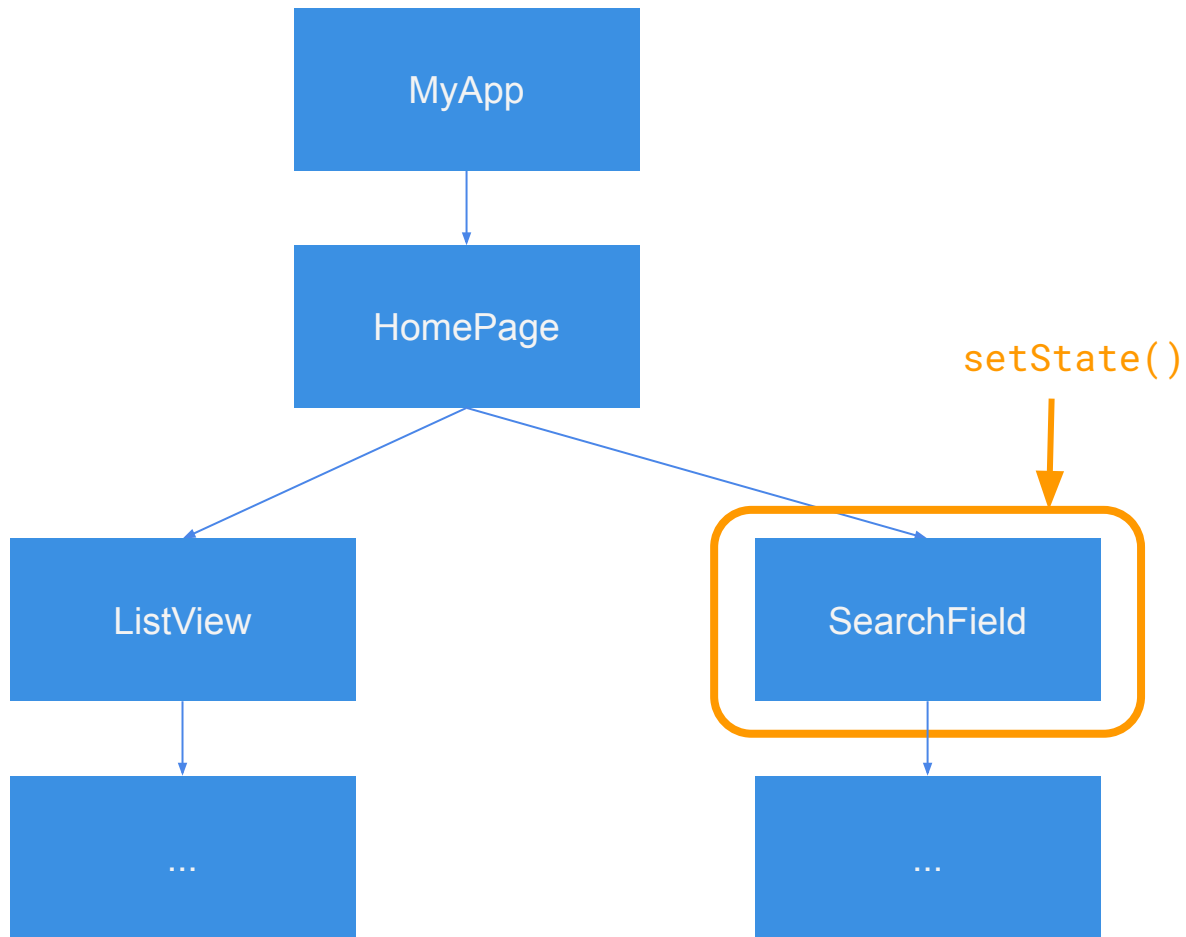 MyApp
HomePage
setState()
ListView
SearchField
...
...